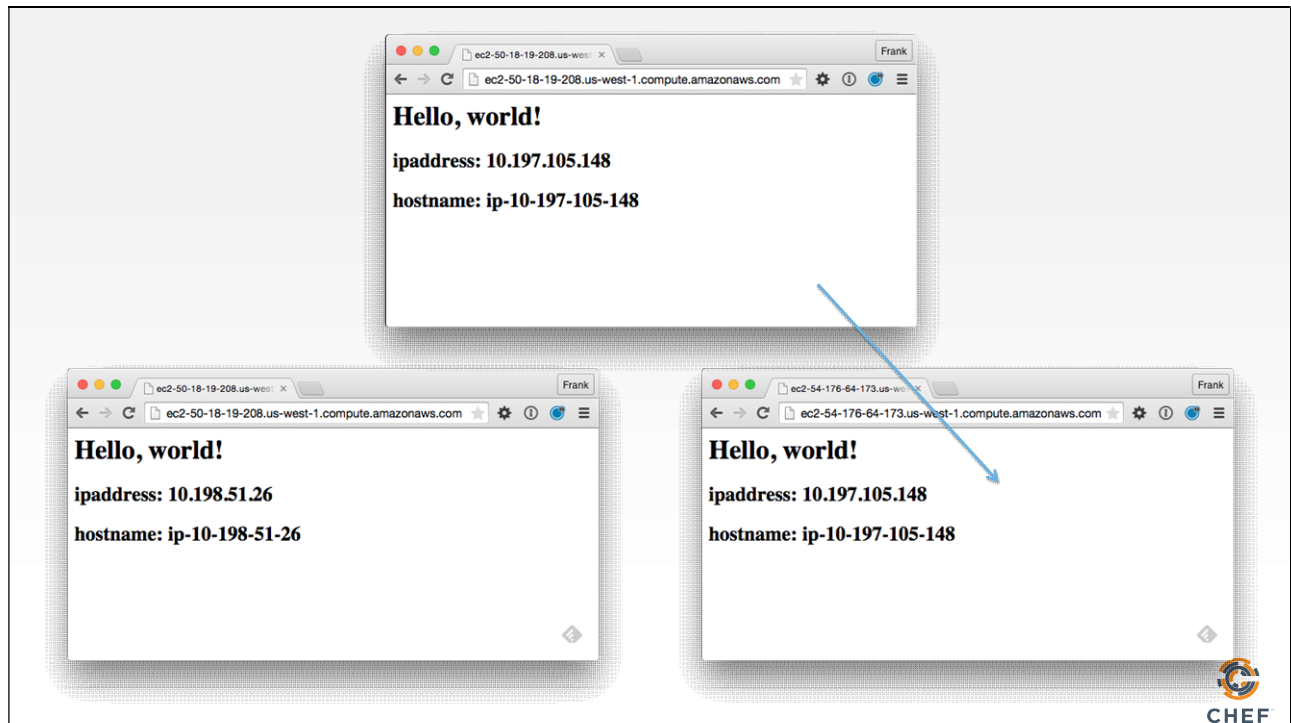 ec2-50-18-19-208.us-west
Frank
ec2-50-18-19-208.us-west-1.compute.amazonaws.com
Hello, world!
ipaddress: 10.197.105.148
hostname: ip-10-197-105-148
ec2-50-18-19-208.us-west
Frank
ec2-50-18-19-208.us-west-1.compute.amazonaws.com
Hello, world!
ipaddress: 10.198.51.26
hostname: ip-10-198-51-26
ec2-54-176-64-173.us-west
Frank
ec2-54-176-64-173.us-west-1.compute.amazonaws.com
Hello, world!
ipaddress: 10.197.105.148
hostname: ip-10-197-105-148
CHEF